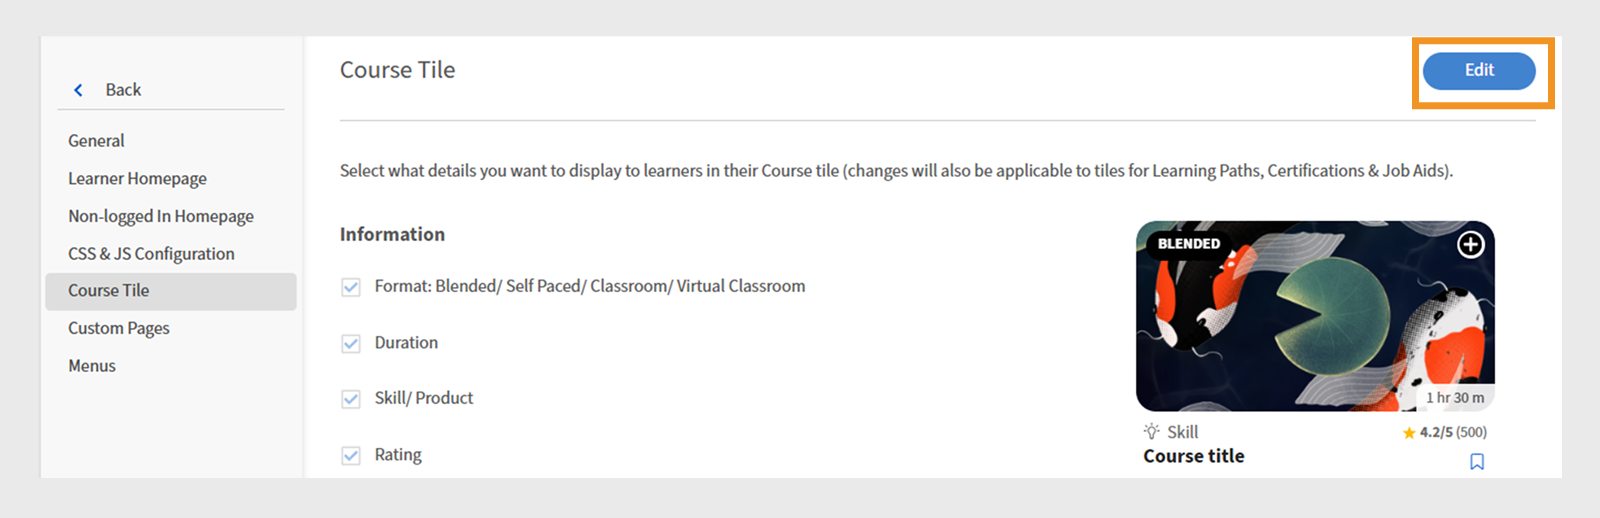 Back
General
Learner Homepage
Non-logged In Homepage
CSS & JS Configuration
Course Tile
Custom Pages
Menus
Course Tile
Edit
Select what details you want to display to learners in their Course tile (changes will also be applicable to tiles for Learning Paths, Certifications & Job Aids).
Information
Format: Blended/ Self Paced/ Classroom/ Virtual Classroom
Duration
Skill/ Product
Rating
BLENDED
1 hr 30 m
Skill
4.2/5 (500)
Course title